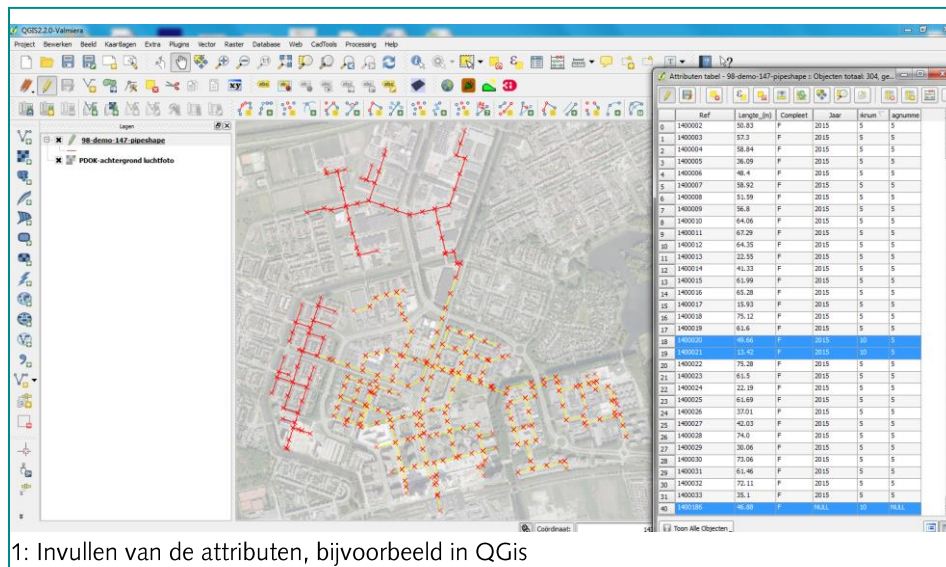 QGIS2.2.0-Valmiera
Project Bewerken Beeld Kaartlagen Extra Plugins Vector Raster Database Web CadTools Processing Help
Lagen
98-demo-147-pipeshape
PDOK-achtergrond luchtfoto
Coördinaat:
Attributen tabel - 98-demo-147-pipeshape :: Objecten totaal: 304, ge...
Ref Lengte_(m) Compleet Jaar iknum agnumme
0 1400002 50.83 F 2015 5 5
1 1400003 57.3 F 2015 5 5
2 1400004 58.84 F 2015 5 5
3 1400005 36.09 F 2015 5 5
4 1400006 48.4 F 2015 5 5
5 1400007 58.92 F 2015 5 5
6 1400008 51.59 F 2015 5 5
7 1400009 56.8 F 2015 5 5
8 1400010 64.06 F 2015 5 5
9 1400011 67.29 F 2015 5 5
10 1400012 64.35 F 2015 5 5
11 1400013 22.55 F 2015 5 5
12 1400014 41.33 F 2015 5 5
13 1400015 61.99 F 2015 5 5
14 1400016 65.28 F 2015 5 5
15 1400017 15.93 F 2015 5 5
16 1400018 75.12 F 2015 5 5
17 1400019 61.6 F 2015 5 5
18 1400020 49.66 F 2015 10 5
19 1400021 13.42 F 2015 10 5
20 1400022 75.28 F 2015 5 5
21 1400023 61.5 F 2015 5 5
22 1400024 22.19 F 2015 5 5
23 1400025 61.69 F 2015 5 5
24 1400026 37.01 F 2015 5 5
25 1400027 42.03 F 2015 5 5
26 1400028 74.0 F 2015 5 5
27 1400029 30.06 F 2015 5 5
28 1400030 73.06 F 2015 5 5
29 1400031 61.46 F 2015 5 5
30 1400032 72.11 F 2015 5 5
31 1400033 35.1 F 2015 5 5
40 1400186 46.88 F NULL 10 NULL
Toon Alle Objecten
1: Invullen van de attributen, bijvoorbeeld in QGis